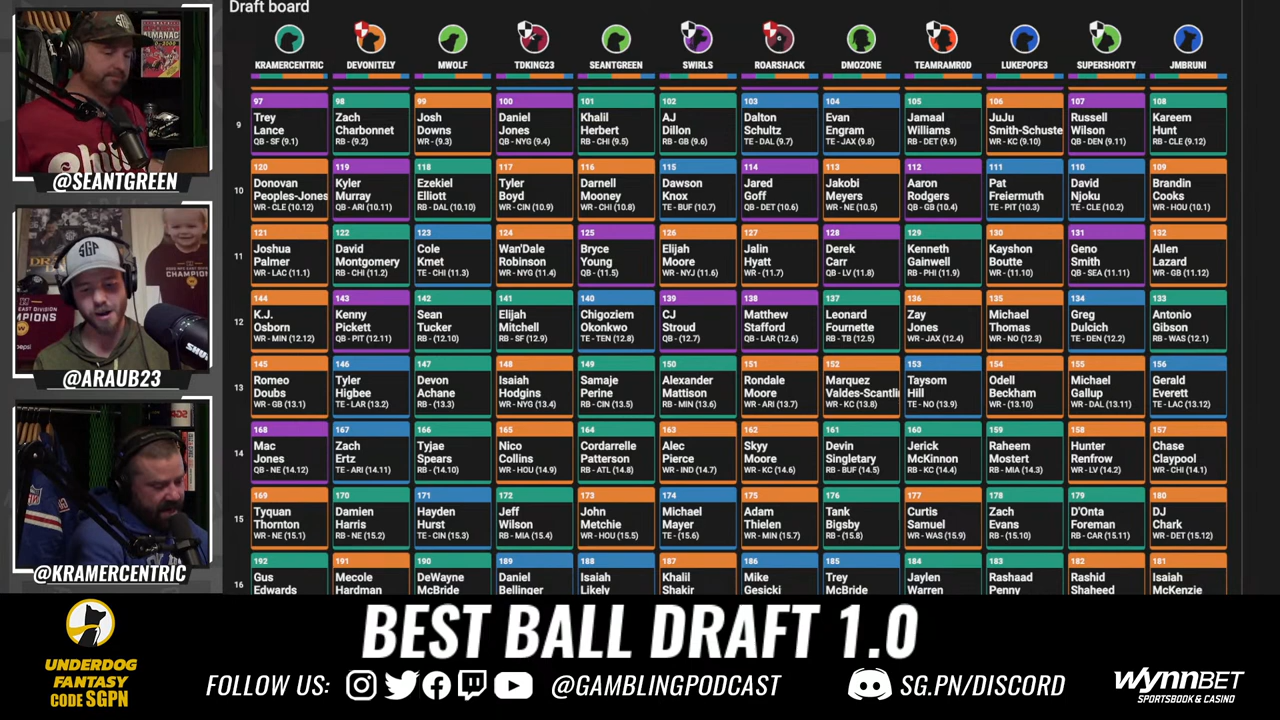 Draft board
KRAMERCENTRIC DEVONITELY MWOLF TDKING23 SEANTGREEN SWIRLS ROARSHACK DMOZONE TEAMRAMROD LUKEPOPE3 SUPERSHORTY JMBRUNI
97 98 99 100 101 102 103 104 105 106 107 108
9
Trey Zach Josh Daniel Khalil AJ Dalton Evan Jamaal JuJu Russell Kareem
Lance Charbonnet Downs Jones Herbert Dillon Schultz Engram Williams Smith-Schuste Wilson Hunt
QB - SF (9.1) RB - (9.2) WR - (9.3) QB - NYG (9.4) RB - CHI (9.5) RB - GB (9.6) TE - DAL (9.7) TE - JAX (9.8) RB - DET (9.9) WR - KC (9.10) QB - DEN (9.11) RB - CLE (9.12)
120 119 118 117 116 115 114 113 112 111 110 109
10
Donovan Kyler Ezekiel Tyler Darnell Dawson Jared Jakobi Aaron Pat David Brandin
Peoples-Jones Murray Elliott Boyd Mooney Knox Goff Meyers Rodgers Freiermuth Njoku Cooks
WR - CLE (10.12) QB - ARI (10.11) RB - DAL (10.10) WR - CIN (10.9) WR - CHI (10.8) TE - BUF (10.7) QB - DET (10.6) WR - NE (10.5) QB - GB (10.4) TE - PIT (10.3) TE - CLE (10.2) WR - HOU (10.1)
121 122 123 124 125 126 127 128 129 130 131 132
11
Joshua David Cole Wan'Dale Bryce Elijah Jalin Derek Kenneth Kayshon Geno Allen
Palmer Montgomery Kmet Robinson Young Moore Hyatt Carr Gainwell Boutte Smith Lazard
WR - LAC (11.1) RB - CHI (11.2) TE - CHI (11.3) WR - NYG (11.4) QB - (11.5) WR - NYJ (11.6) WR - (11.7) QB - LV (11.8) RB - PHI (11.9) WR - (11.10) QB - SEA (11.11) WR - GB (11.12)
144 143 142 141 140 139 138 137 136 135 134 133
12
K.J. Kenny Sean Elijah Chigoziem CJ Matthew Leonard Zay Michael Greg Antonio
Osborn Pickett Tucker Mitchell Okonkwo Stroud Stafford Fournette Jones Thomas Dulcich Gibson
WR - MIN (12.12) QB - PIT (12.11) RB - (12.10) RB - SF (12.9) TE - TEN (12.8) QB - (12.7) QB - LAR (12.6) RB - TB (12.5) WR - JAX (12.4) WR - NO (12.3) TE - DEN (12.2) RB - WAS (12.1)
145 146 147 148 149 150 151 152 153 154 155 156
13
Romeo Tyler Devon Isaiah Samaje Alexander Rondale Marquez Taysom Odell Michael Gerald
Doubs Higbee Achane Hodgins Perine Mattison Moore Valdes-Scantlin Hill Beckham Gallup Everett
WR - GB (13.1) TE - LAR (13.2) RB - (13.3) WR - NYG (13.4) RB - CIN (13.5) RB - MIN (13.6) WR - ARI (13.7) WR - KC (13.8) TE - NO (13.9) WR - (13.10) WR - DAL (13.11) TE - LAC (13.12)
168 167 166 165 164 163 162 161 160 159 158 157
14
Mac Zach Tyjae Nico Cordarrelle Alec Skyy Devin Jerick Raheem Hunter Chase
Jones Ertz Spears Collins Patterson Pierce Moore Singletary McKinnon Mostert Renfrow Claypool
QB - NE (14.12) TE - ARI (14.11) RB - (14.10) WR - HOU (14.9) RB - ATL (14.8) WR - IND (14.7) WR - KC (14.6) RB - BUF (14.5) RB - KC (14.4) RB - MIA (14.3) WR - LV (14.2) WR - CHI (14.1)
169 170 171 172 173 174 175 176 177 178 179 180
15
Tyquan Damien Hayden Jeff John Michael Adam Tank Curtis Zach D'Onta DJ
Thornton Harris Hurst Wilson Metchie Mayer Thielen Bigsby Samuel Evans Foreman Chark
WR - NE (15.1) RB - NE (15.2) TE - CIN (15.3) RB - MIA (15.4) WR - HOU (15.5) TE - (15.6) WR - MIN (15.7) RB - (15.8) WR - WAS (15.9) RB - (15.10) RB - CAR (15.11) WR - DET (15.12)
192 191 190 189 188 187 186 185 184 183 182 181
16
Gus Mecole DeWayne Daniel Isaiah Khalil Mike Trey Jaylen Rashaad Rashid Isaiah
Edwards Hardman McBride Bellinger Likely Shakir Gesicki McBride Warren Penny Shaheed McKenzie
ALMANAC
@SEANTGREEN
SGP
@ARAUB23
@KRAMERCENTRIC
BEST BALL DRAFT 1.0
UNDERDOG
FANTASY
CODE SGPN
FOLLOW US: @GAMBLINGPODCAST SG.PN/DISCORD
WYNNBET
SPORTSBOOK & CASINO